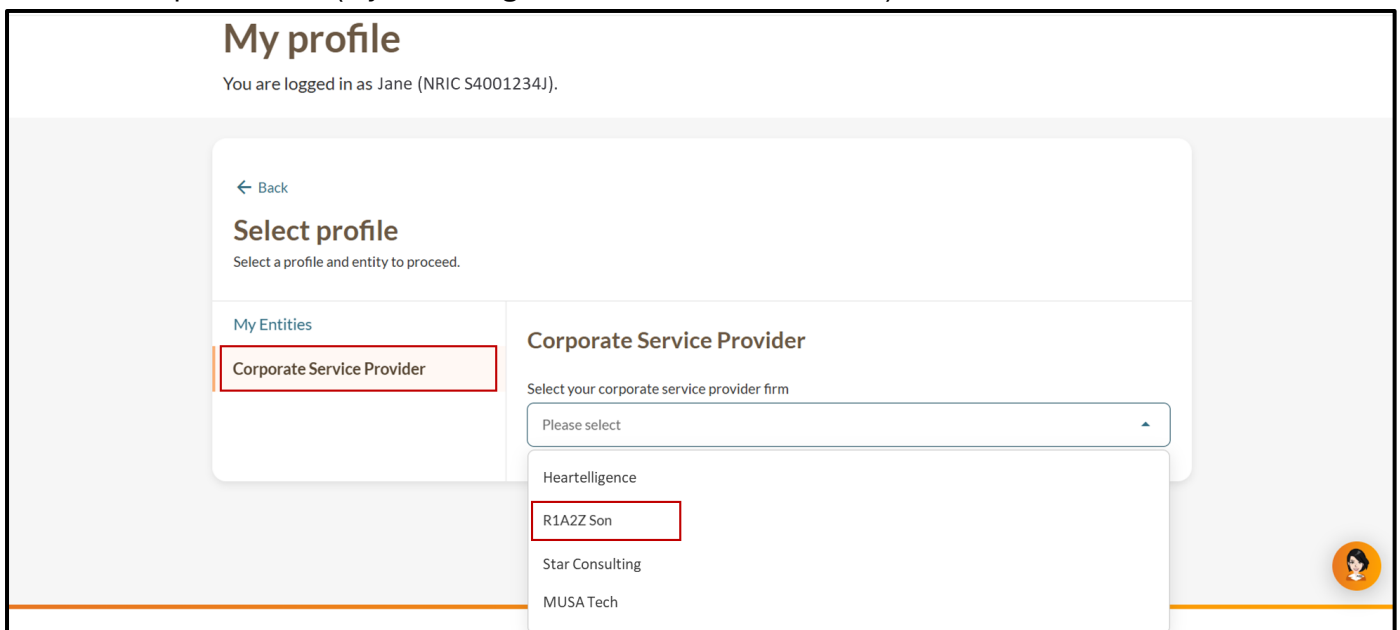 My profile
You are logged in as Jane (NRIC S4001234J).
← Back
Select profile
Select a profile and entity to proceed.
My Entities
Corporate Service Provider
Corporate Service Provider
Select your corporate service provider firm
Please select
Heartelligence
R1A2Z Son
Star Consulting
MUSA Tech